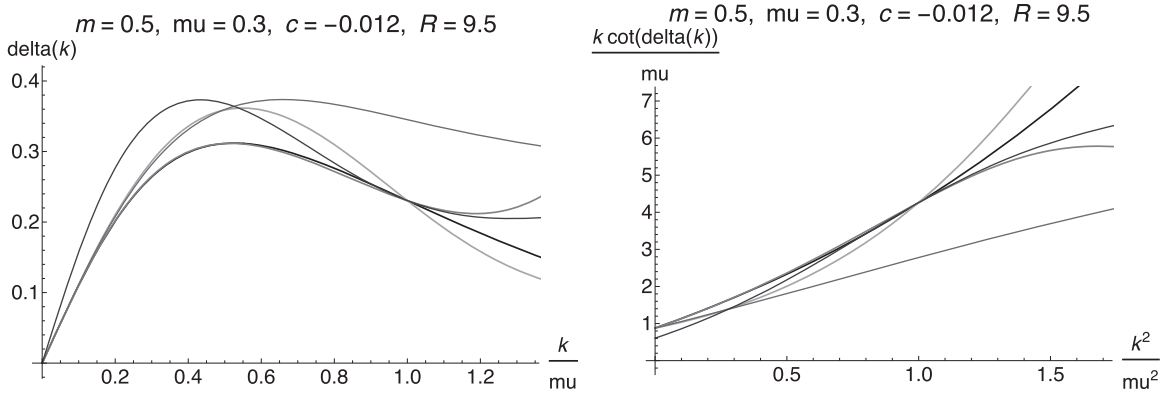 m = 0.5, mu = 0.3, c = −0.012, R = 9.5
delta(k)
0.4
0.3
0.2
0.1
0.2 0.4 0.6 0.8 1.0 1.2
k
mu
m = 0.5, mu = 0.3, c = −0.012, R = 9.5
k cot(delta(k))
mu
7
6
5
4
3
2
1
0.5 1.0 1.5
k²
mu²